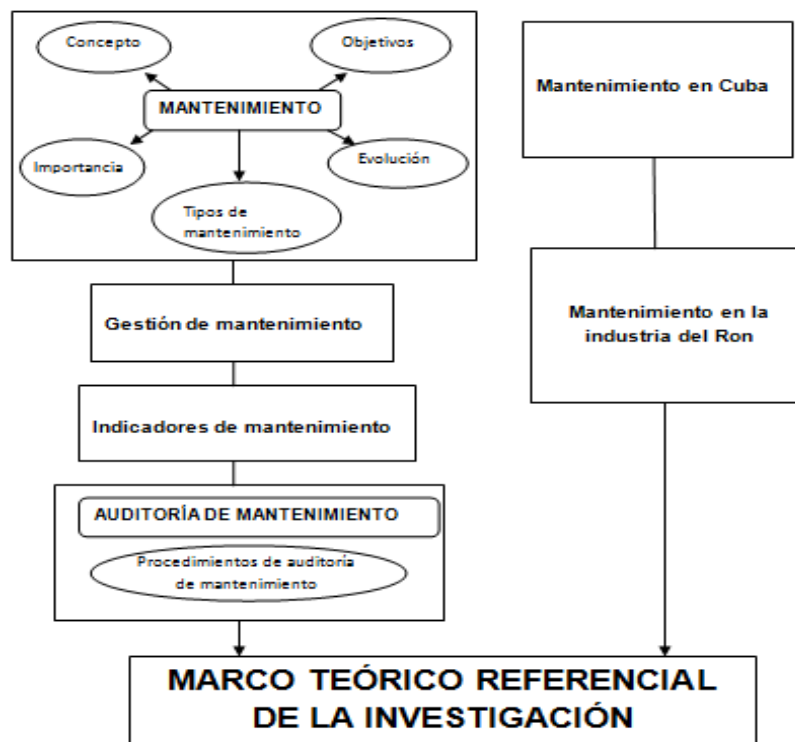 Concepto
Objetivos
MANTENIMIENTO
Importancia
Evolución
Tipos de
mantenimiento
Gestión de mantenimiento
Indicadores de mantenimiento
AUDITORÍA DE MANTENIMIENTO
Procedimientos de auditoría
de mantenimiento
Mantenimiento en Cuba
Mantenimiento en la
industria del Ron
MARCO TEÓRICO REFERENCIAL
DE LA INVESTIGACIÓN